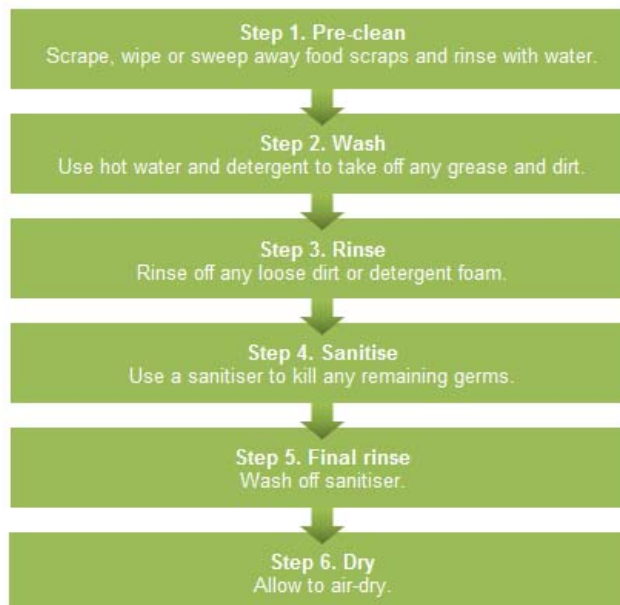 Step 1. Pre-clean
Scrape, wipe or sweep away food scraps and rinse with water.
Step 2. Wash
Use hot water and detergent to take off any grease and dirt.
Step 3. Rinse
Rinse off any loose dirt or detergent foam.
Step 4. Sanitise
Use a sanitiser to kill any remaining germs.
Step 5. Final rinse
Wash off sanitiser.
Step 6. Dry
Allow to air-dry.